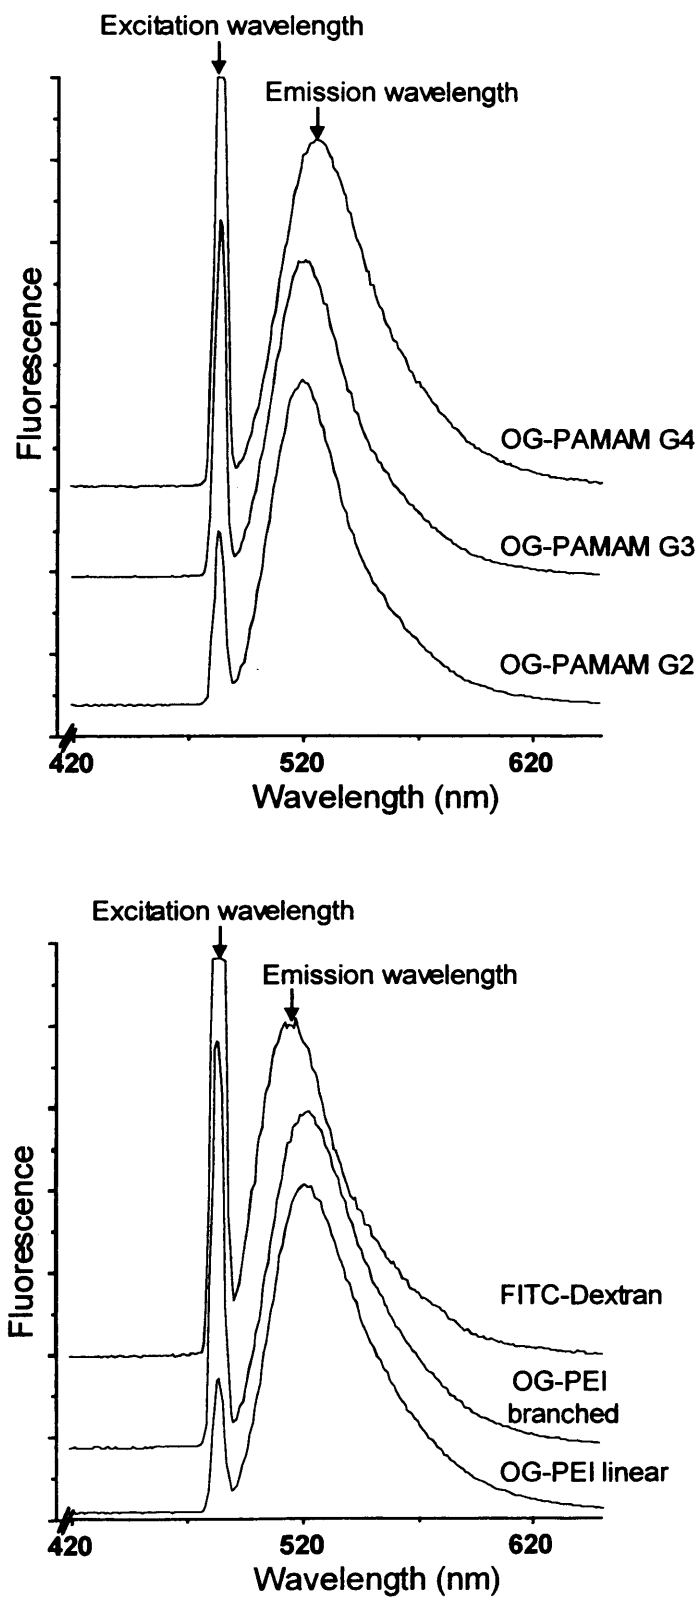 Excitation wavelength
Emission wavelength
Fluorescence
OG-PAMAM G4
OG-PAMAM G3
OG-PAMAM G2
420 520 620
Wavelength (nm)
Excitation wavelength
Emission wavelength
Fluorescence
FITC-Dextran
OG-PEI
branched
OG-PEI linear
420 520 620
Wavelength (nm)